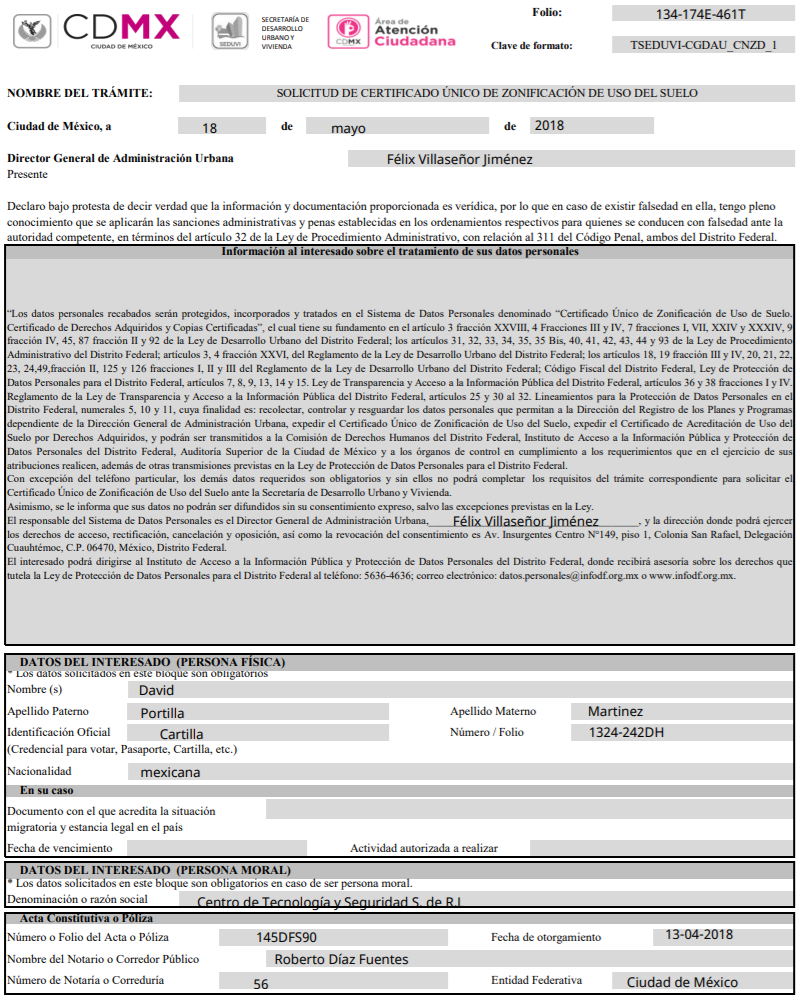 CDMX
CIUDAD DE MÉXICO
SEDUVI
SECRETARÍA DE
DESARROLLO
URBANO Y
VIVIENDA
CDMX
Área de
Atención
Ciudadana
Folio: 134-174E-461T
Clave de formato: TSEDUVI-CGDAU_CNZD_1
NOMBRE DEL TRÁMITE: SOLICITUD DE CERTIFICADO ÚNICO DE ZONIFICACIÓN DE USO DEL SUELO
Ciudad de México, a 18 de mayo de 2018
Director General de Administración Urbana Félix Villaseñor Jiménez
Presente
Declaro bajo protesta de decir verdad que la información y documentación proporcionada es verídica, por lo que en caso de existir falsedad en ella, tengo pleno
conocimiento que se aplicarán las sanciones administrativas y penas establecidas en los ordenamientos respectivos para quienes se conducen con falsedad ante la
autoridad competente, en términos del artículo 32 de la Ley de Procedimiento Administrativo, con relación al 311 del Código Penal, ambos del Distrito Federal.
Información al interesado sobre el tratamiento de sus datos personales
“Los datos personales recabados serán protegidos, incorporados y tratados en el Sistema de Datos Personales denominado “Certificado Único de Zonificación de Uso de Suelo.
Certificado de Derechos Adquiridos y Copias Certificadas”, el cual tiene su fundamento en el artículo 3 fracción XXVIII, 4 Fracciones III y IV, 7 fracciones I, VII, XXIV y XXXIV, 9
fracción IV, 45, 87 fracción II y 92 de la Ley de Desarrollo Urbano del Distrito Federal; los artículos 31, 32, 33, 34, 35, 35 Bis, 40, 41, 42, 43, 44 y 93 de la Ley de Procedimiento
Administrativo del Distrito Federal; artículos 3, 4 fracción XXVI, del Reglamento de la Ley de Desarrollo Urbano del Distrito Federal; los artículos 18, 19 fracción III y IV, 20, 21, 22,
23, 24,49,fracción II, 125 y 126 fracciones I, II y III del Reglamento de la Ley de Desarrollo Urbano del Distrito Federal; Código Fiscal del Distrito Federal, Ley de Protección de
Datos Personales para el Distrito Federal, artículos 7, 8, 9, 13, 14 y 15. Ley de Transparencia y Acceso a la Información Pública del Distrito Federal, artículos 36 y 38 fracciones I y IV.
Reglamento de la Ley de Transparencia y Acceso a la Información Pública del Distrito Federal, artículos 25 y 30 al 32. Lineamientos para la Protección de Datos Personales en el
Distrito Federal, numerales 5, 10 y 11, cuya finalidad es: recolectar, controlar y resguardar los datos personales que permitan a la Dirección del Registro de los Planes y Programas
dependiente de la Dirección General de Administración Urbana, expedir el Certificado Único de Zonificación de Uso del Suelo, expedir el Certificado de Acreditación de Uso del
Suelo por Derechos Adquiridos, y podrán ser transmitidos a la Comisión de Derechos Humanos del Distrito Federal, Instituto de Acceso a la Información Pública y Protección de
Datos Personales del Distrito Federal, Auditoría Superior de la Ciudad de México y a los órganos de control en cumplimiento a los requerimientos que en el ejercicio de sus
atribuciones realicen, además de otras transmisiones previstas en la Ley de Protección de Datos Personales para el Distrito Federal.
Con excepción del teléfono particular, los demás datos requeridos son obligatorios y sin ellos no podrá completar los requisitos del trámite correspondiente para solicitar el
Certificado Único de Zonificación de Uso del Suelo ante la Secretaría de Desarrollo Urbano y Vivienda.
Asimismo, se le informa que sus datos no podrán ser difundidos sin su consentimiento expreso, salvo las excepciones previstas en la Ley.
El responsable del Sistema de Datos Personales es el Director General de Administración Urbana, Félix Villaseñor Jiménez , y la dirección donde podrá ejercer
los derechos de acceso, rectificación, cancelación y oposición, así como la revocación del consentimiento es Av. Insurgentes Centro N°149, piso 1, Colonia San Rafael, Delegación
Cuauhtémoc, C.P. 06470, México, Distrito Federal.
El interesado podrá dirigirse al Instituto de Acceso a la Información Pública y Protección de Datos Personales del Distrito Federal, donde recibirá asesoría sobre los derechos que
tutela la Ley de Protección de Datos Personales para el Distrito Federal al teléfono: 5636-4636; correo electrónico: datos.personales@infodf.org.mx o www.infodf.org.mx.
DATOS DEL INTERESADO (PERSONA FÍSICA)
* Los datos solicitados en este bloque son obligatorios
Nombre (s) David
Apellido Paterno Portilla Apellido Materno Martinez
Identificación Oficial Cartilla Número / Folio 1324-242DH
(Credencial para votar, Pasaporte, Cartilla, etc.)
Nacionalidad mexicana
En su caso
Documento con el que acredita la situación
migratoria y estancia legal en el país
Fecha de vencimiento Actividad autorizada a realizar
DATOS DEL INTERESADO (PERSONA MORAL)
* Los datos solicitados en este bloque son obligatorios en caso de ser persona moral.
Denominación o razón social Centro de Tecnología y Seguridad S. de R.L
Acta Constitutiva o Póliza
Número o Folio del Acta o Póliza 145DFS90 Fecha de otorgamiento 13-04-2018
Nombre del Notario o Corredor Público Roberto Díaz Fuentes
Número de Notaría o Correduría 56 Entidad Federativa Ciudad de México